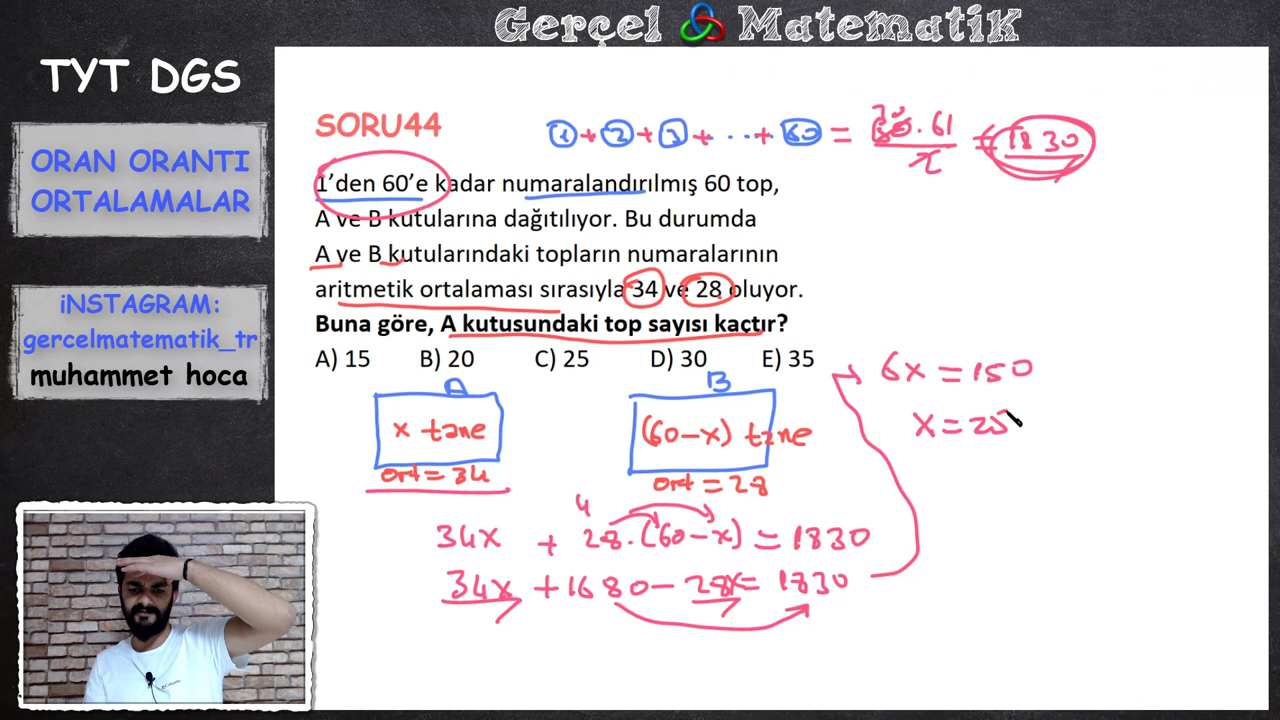 Gerçel Matematik
TYT DGS
ORAN ORANTI
ORTALAMALAR
iNSTAGRAM:
gercelmatematik_tr
muhammet hoca
SORU44
1+2+3+...+60 = 60.61 / 2 = 1830
1'den 60'e kadar numaralandırılmış 60 top,
A ve B kutularına dağıtılıyor. Bu durumda
A ve B kutularındaki topların numaralarının
aritmetik ortalaması sırasıyla 34 ve 28 oluyor.
Buna göre, A kutusundaki top sayısı kaçtır?
A) 15 B) 20 C) 25 D) 30 E) 35
A
x tane
ort = 34
B
(60-x) tane
ort = 28
4
34x + 28.(60-x) = 1830
34x + 1680 - 28x = 1830
6x = 150
x = 25